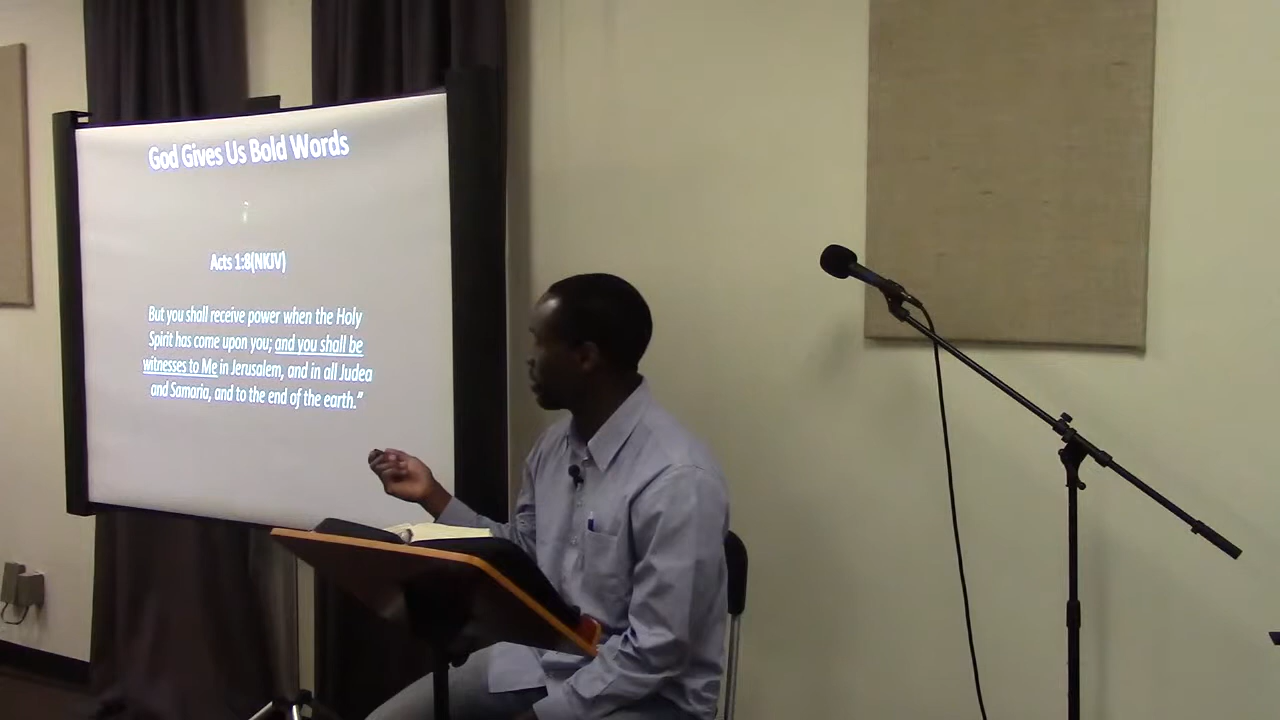 God Gives Us Bold Words
Acts 1:8(NKJV)
But you shall receive power when the Holy
Spirit has come upon you; and you shall be
witnesses to Me in Jerusalem, and in all Judea
and Samaria, and to the end of the earth.”